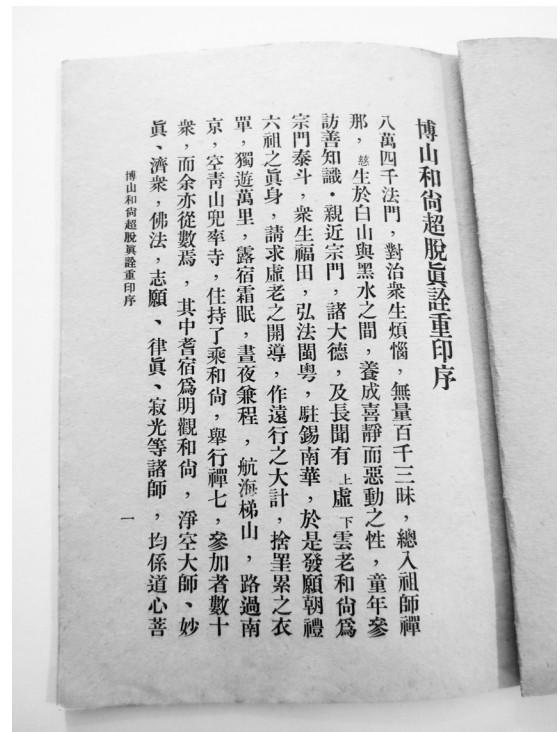 博山和尚超脫眞詮重印序
八萬四千法門，對治衆生煩惱，無量百千三昧，總入祖師禪
那，慈生於白山與黑水之間，養成喜靜而惡動之性，童年參
訪善知識・親近宗門，諸大德，及長聞有上虛下雲老和尙爲
宗門泰斗，衆生福田，弘法閩粵，駐錫南華，於是發願朝禮
六祖之眞身，請求虛老之開導，作遠行之大計，捨罣累之衣
單，獨遊萬里，露宿霜眠，晝夜兼程，航海梯山，路過南
京，空靑山兜率寺，住持了乘和尙，舉行禪七，參加者數十
衆，而余亦從數焉，其中耆宿爲明觀和尙，淨空大師、妙
眞、濟衆，佛法，志願、律眞、寂光等諸師，均係道心菩
博山和尙超脫眞詮重印序
一